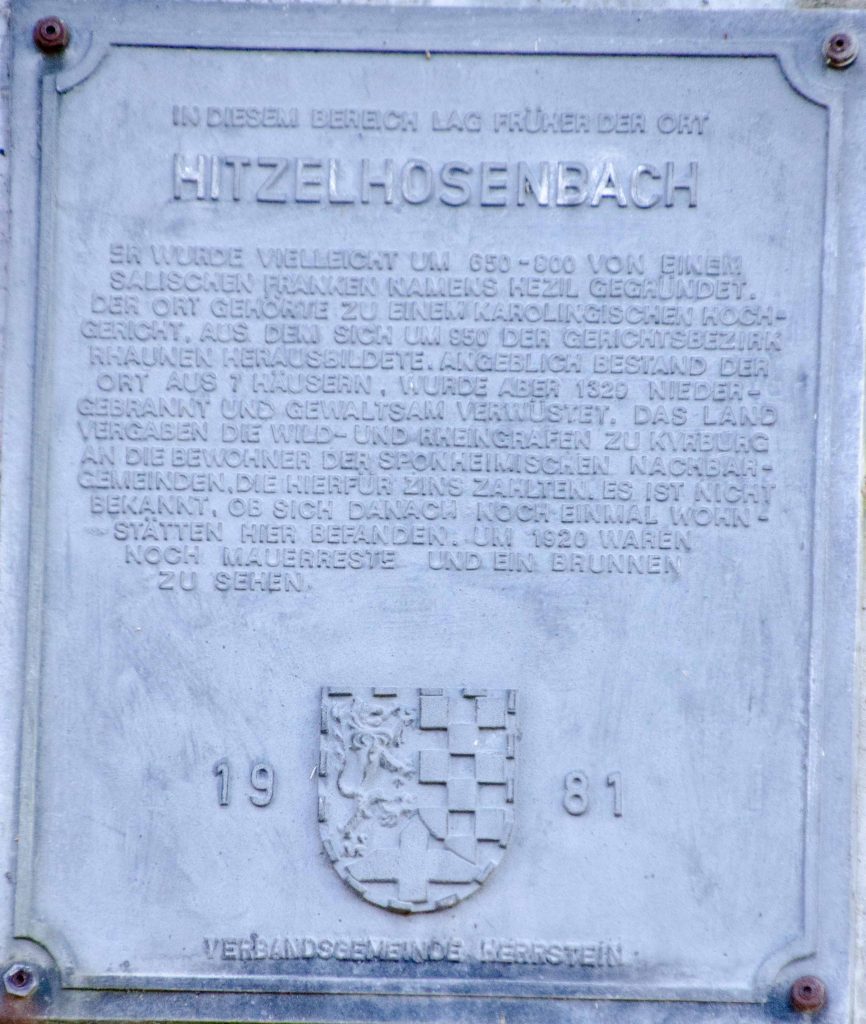 IN DIESEM BEREICH LAG FRÜHER DER ORT
HITZELHOSENBACH
ER WURDE VIELLEICHT UM 650-800 VON EINEM
SALISCHEN FRANKEN NAMENS HEZIL GEGRÜNDET.
DER ORT GEHÖRTE ZU EINEM KAROLINGISCHEN HOCH-
GERICHT, AUS DEM SICH UM 950 DER GERICHTSBEZIRK
RHAUNEN HERAUSBILDETE. ANGEBLICH BESTAND DER
ORT AUS 7 HÄUSERN, WURDE ABER 1329 NIEDER-
GEBRANNT UND GEWALTSAM VERWÜSTET. DAS LAND
VERGABEN DIE WILD- UND RHEINGRAFEN ZU KYRBURG
AN DIE BEWOHNER DER SPONHEIMISCHEN NACHBAR-
GEMEINDEN, DIE HIERFÜR ZINS ZAHLTEN. ES IST NICHT
BEKANNT, OB SICH DANACH NOCH EINMAL WOHN-
STÄTTEN HIER BEFANDEN. UM 1920 WAREN
NOCH MAUERRESTE UND EIN BRUNNEN
ZU SEHEN.
1981
VERBANDSGEMEINDE HERRSTEIN